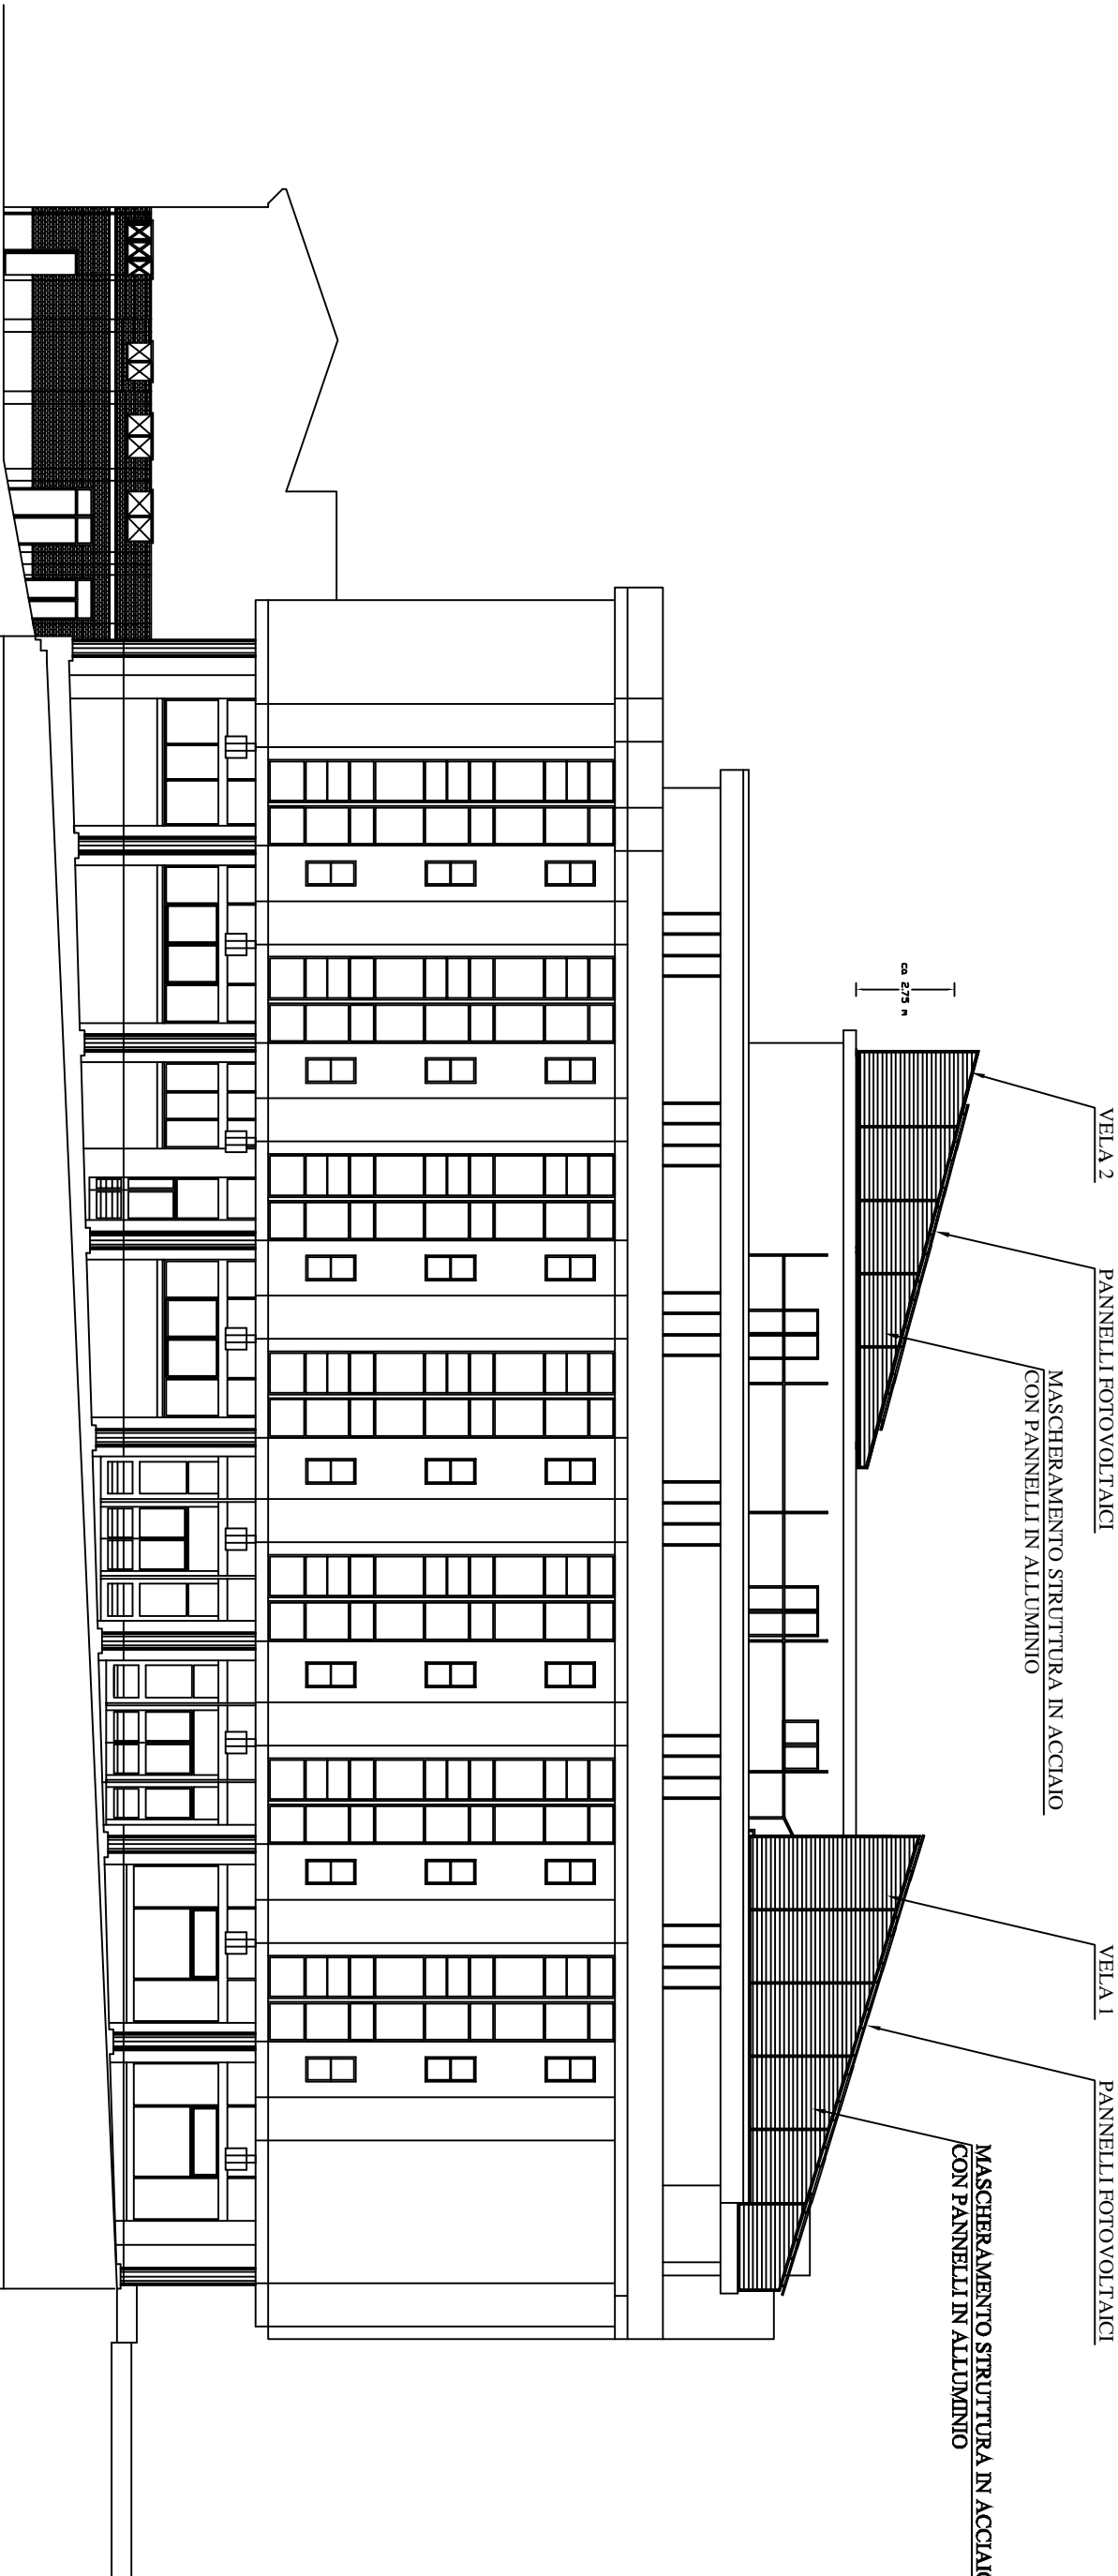 VELA 2
PANNELLI FOTOVOLTAICI
MASCHERAMENTO STRUTTURA IN ACCIAIO
CON PANNELLI IN ALLUMINIO
ca 2.75 m
VELA 1
PANNELLI FOTOVOLTAICI
MASCHERAMENTO STRUTTURA IN ACCIAIO
CON PANNELLI IN ALLUMINIO